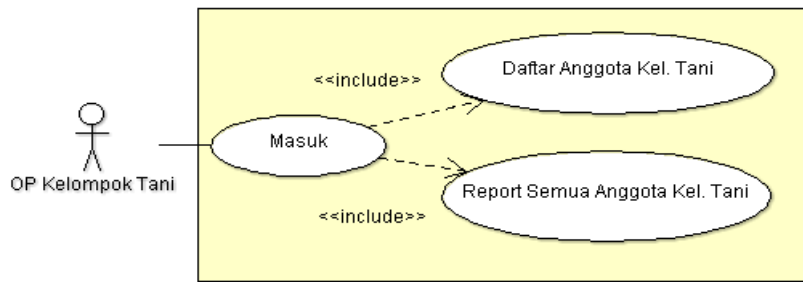 Daftar Anggota Kel. Tani
<<include>>
Masuk
OP Kelompok Tani
Report Semua Anggota Kel. Tani
<<include>>